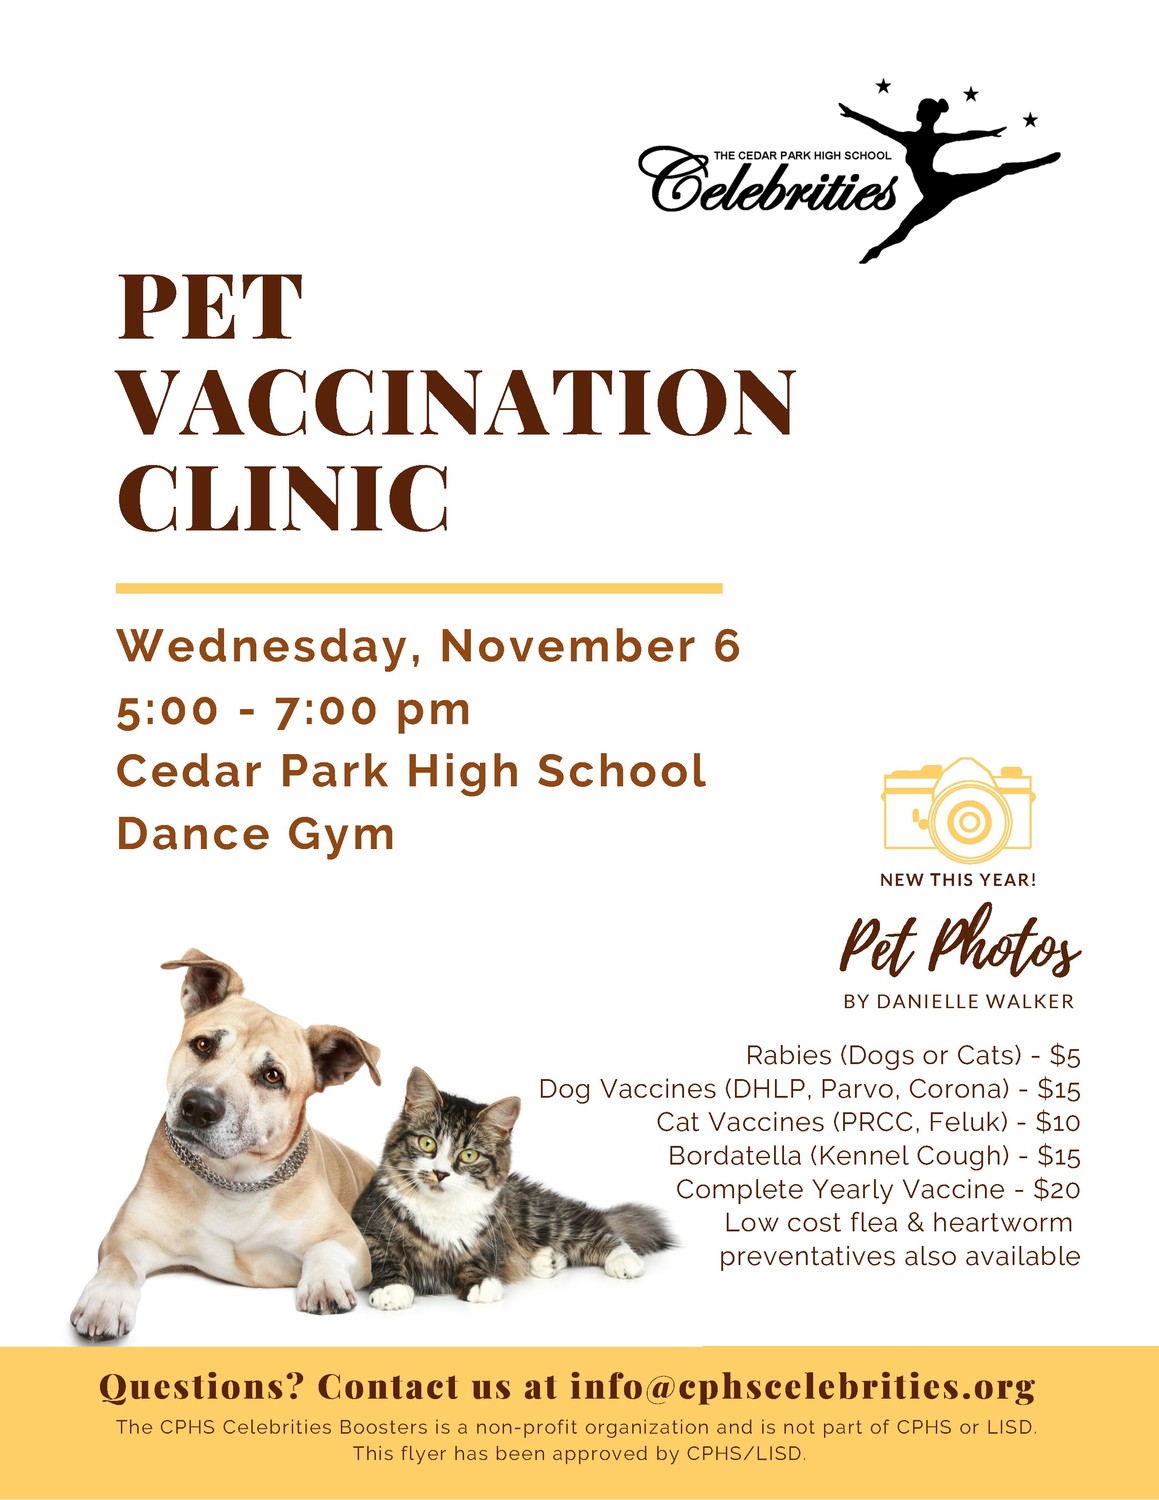 THE CEDAR PARK HIGH SCHOOL
Celebrities
PET
VACCINATION
CLINIC
Wednesday, November 6
5:00 - 7:00 pm
Cedar Park High School
Dance Gym
NEW THIS YEAR!
Pet Photos
BY DANIELLE WALKER
Rabies (Dogs or Cats) - $5
Dog Vaccines (DHLP, Parvo, Corona) - $15
Cat Vaccines (PRCC, Feluk) - $10
Bordatella (Kennel Cough) - $15
Complete Yearly Vaccine - $20
Low cost flea & heartworm
preventatives also available
Questions? Contact us at info@cphscelebrities.org
The CPHS Celebrities Boosters is a non-profit organization and is not part of CPHS or LISD.
This flyer has been approved by CPHS/LISD.